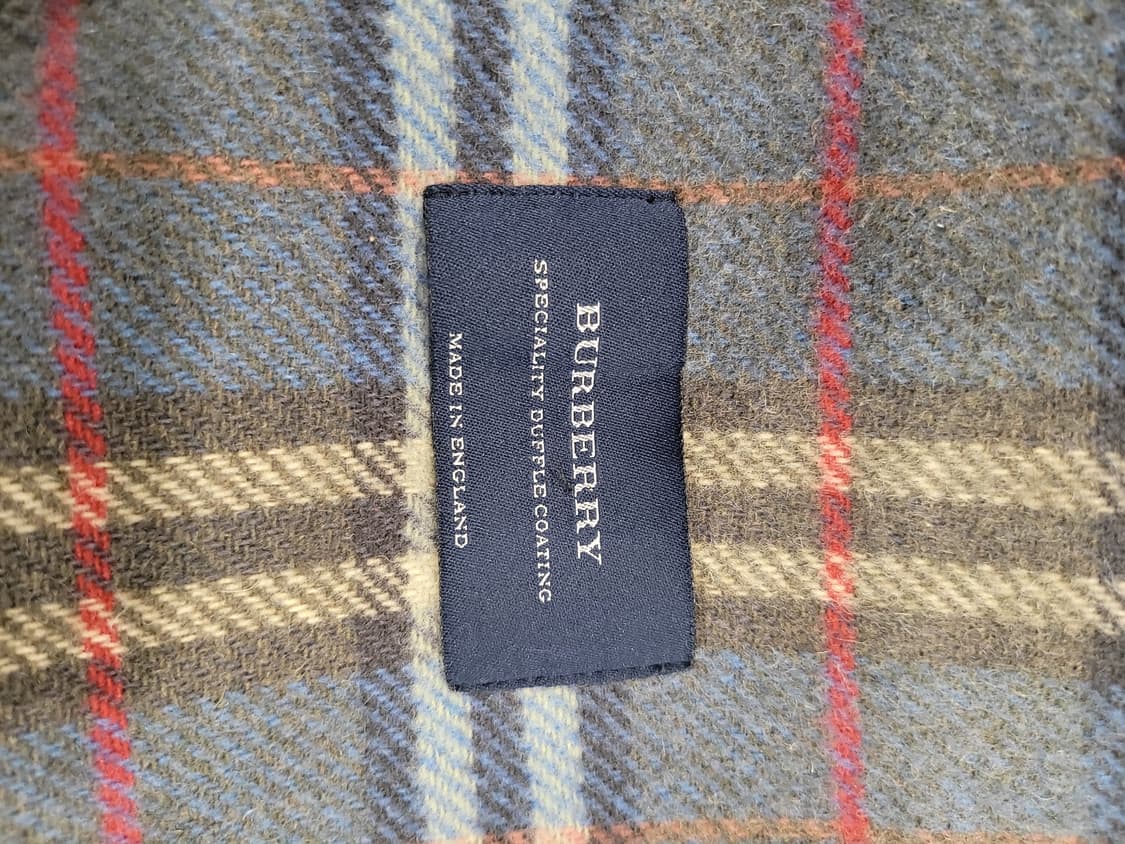 BURBERRY
SPECIALITY DUFFLE COATING
MADE IN ENGLAND